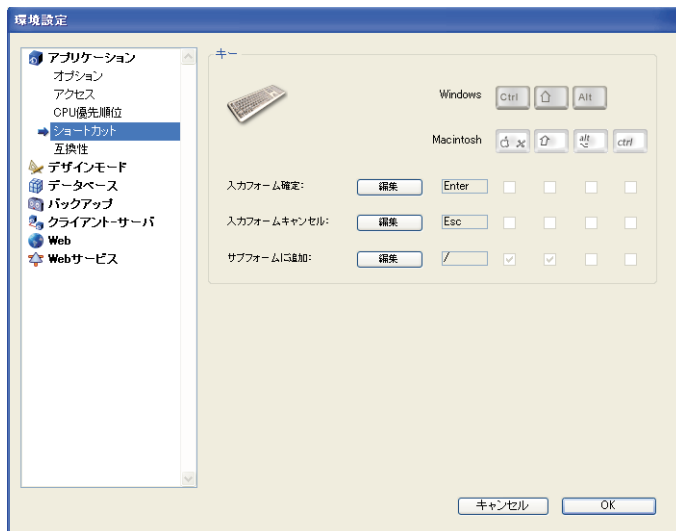 環境設定
アプリケーション
オプション
アクセス
CPU優先順位
ショートカット
互換性
デザインモード
データベース
バックアップ
クライアント-サーバ
Web
Webサービス
キー
Windows Ctrl ⇧ Alt
Macintosh ⌘ ⇧ alt ctrl
入力フォーム確定: 編集 Enter
入力フォームキャンセル: 編集 Esc
サブフォームに追加: 編集 /
キャンセル OK